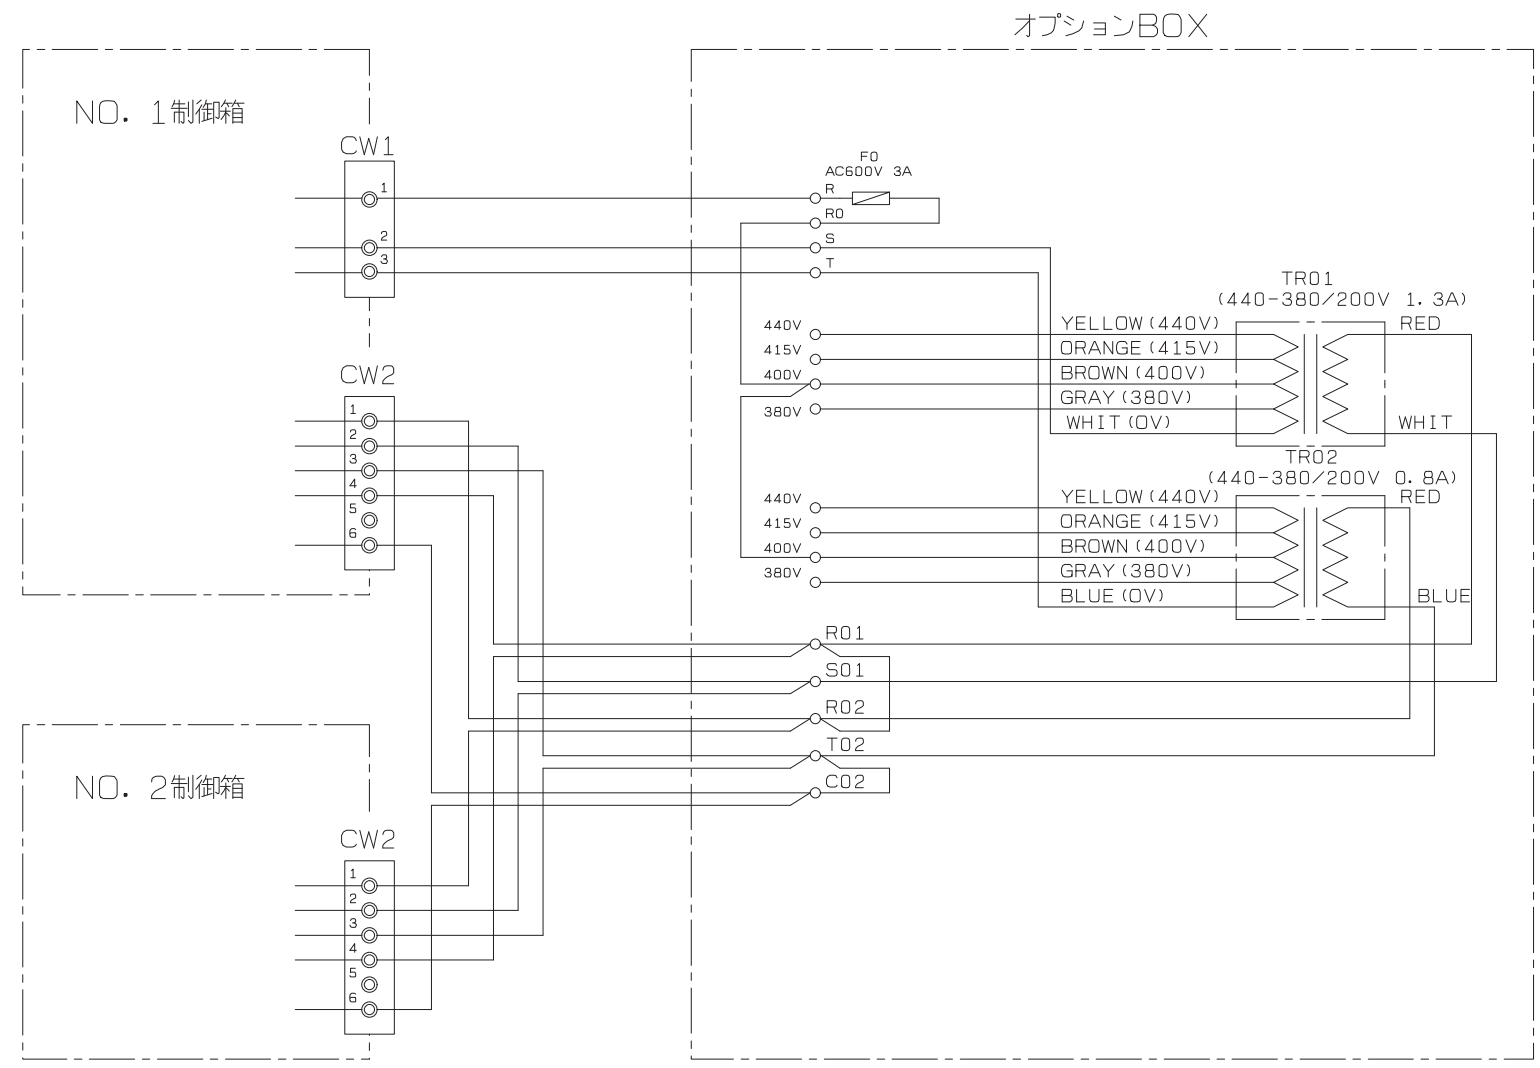 オプションBOX
NO. 1制御箱
CW1
1
2
3
F0
AC600V 3A
R
R0
S
T
TR01
(440-380/200V 1.3A)
440V
YELLOW(440V)
RED
415V
ORANGE(415V)
400V
BROWN(400V)
380V
GRAY(380V)
WHIT(0V)
WHIT
CW2
1
2
3
4
5
6
TR02
(440-380/200V 0.8A)
440V
YELLOW(440V)
RED
415V
ORANGE(415V)
400V
BROWN(400V)
380V
GRAY(380V)
BLUE(0V)
BLUE
R01
S01
R02
T02
C02
NO. 2制御箱
CW2
1
2
3
4
5
6